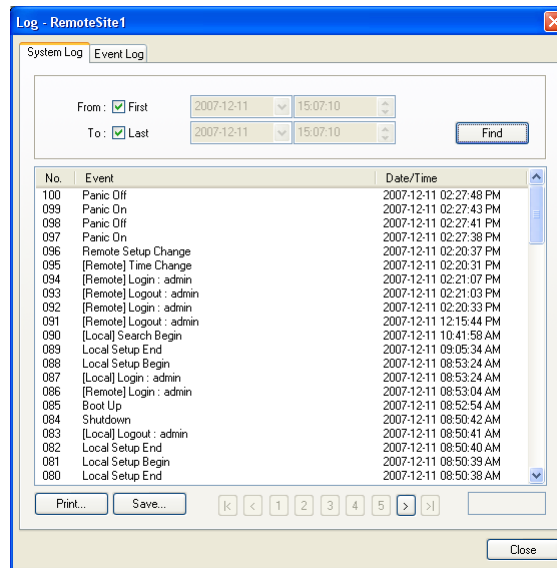 Log - RemoteSite1
System Log Event Log
From : First 2007-12-11 15:07:10
To : Last 2007-12-11 15:07:10
Find
No. Event Date/Time
100 Panic Off 2007-12-11 02:27:48 PM
099 Panic On 2007-12-11 02:27:43 PM
098 Panic Off 2007-12-11 02:27:41 PM
097 Panic On 2007-12-11 02:27:38 PM
096 Remote Setup Change 2007-12-11 02:20:37 PM
095 [Remote] Time Change 2007-12-11 02:20:31 PM
094 [Remote] Login : admin 2007-12-11 02:21:07 PM
093 [Remote] Logout : admin 2007-12-11 02:21:03 PM
092 [Remote] Login : admin 2007-12-11 02:20:33 PM
091 [Remote] Logout : admin 2007-12-11 12:15:44 PM
090 [Local] Search Begin 2007-12-11 10:41:58 AM
089 Local Setup End 2007-12-11 09:05:34 AM
088 Local Setup Begin 2007-12-11 08:53:24 AM
087 [Local] Login : admin 2007-12-11 08:53:24 AM
086 [Remote] Login : admin 2007-12-11 08:53:04 AM
085 Boot Up 2007-12-11 08:52:54 AM
084 Shutdown 2007-12-11 08:50:42 AM
083 [Local] Logout : admin 2007-12-11 08:50:41 AM
082 Local Setup End 2007-12-11 08:50:40 AM
081 Local Setup Begin 2007-12-11 08:50:39 AM
080 Local Setup End 2007-12-11 08:50:38 AM
Print... Save... 1 2 3 4 5
Close